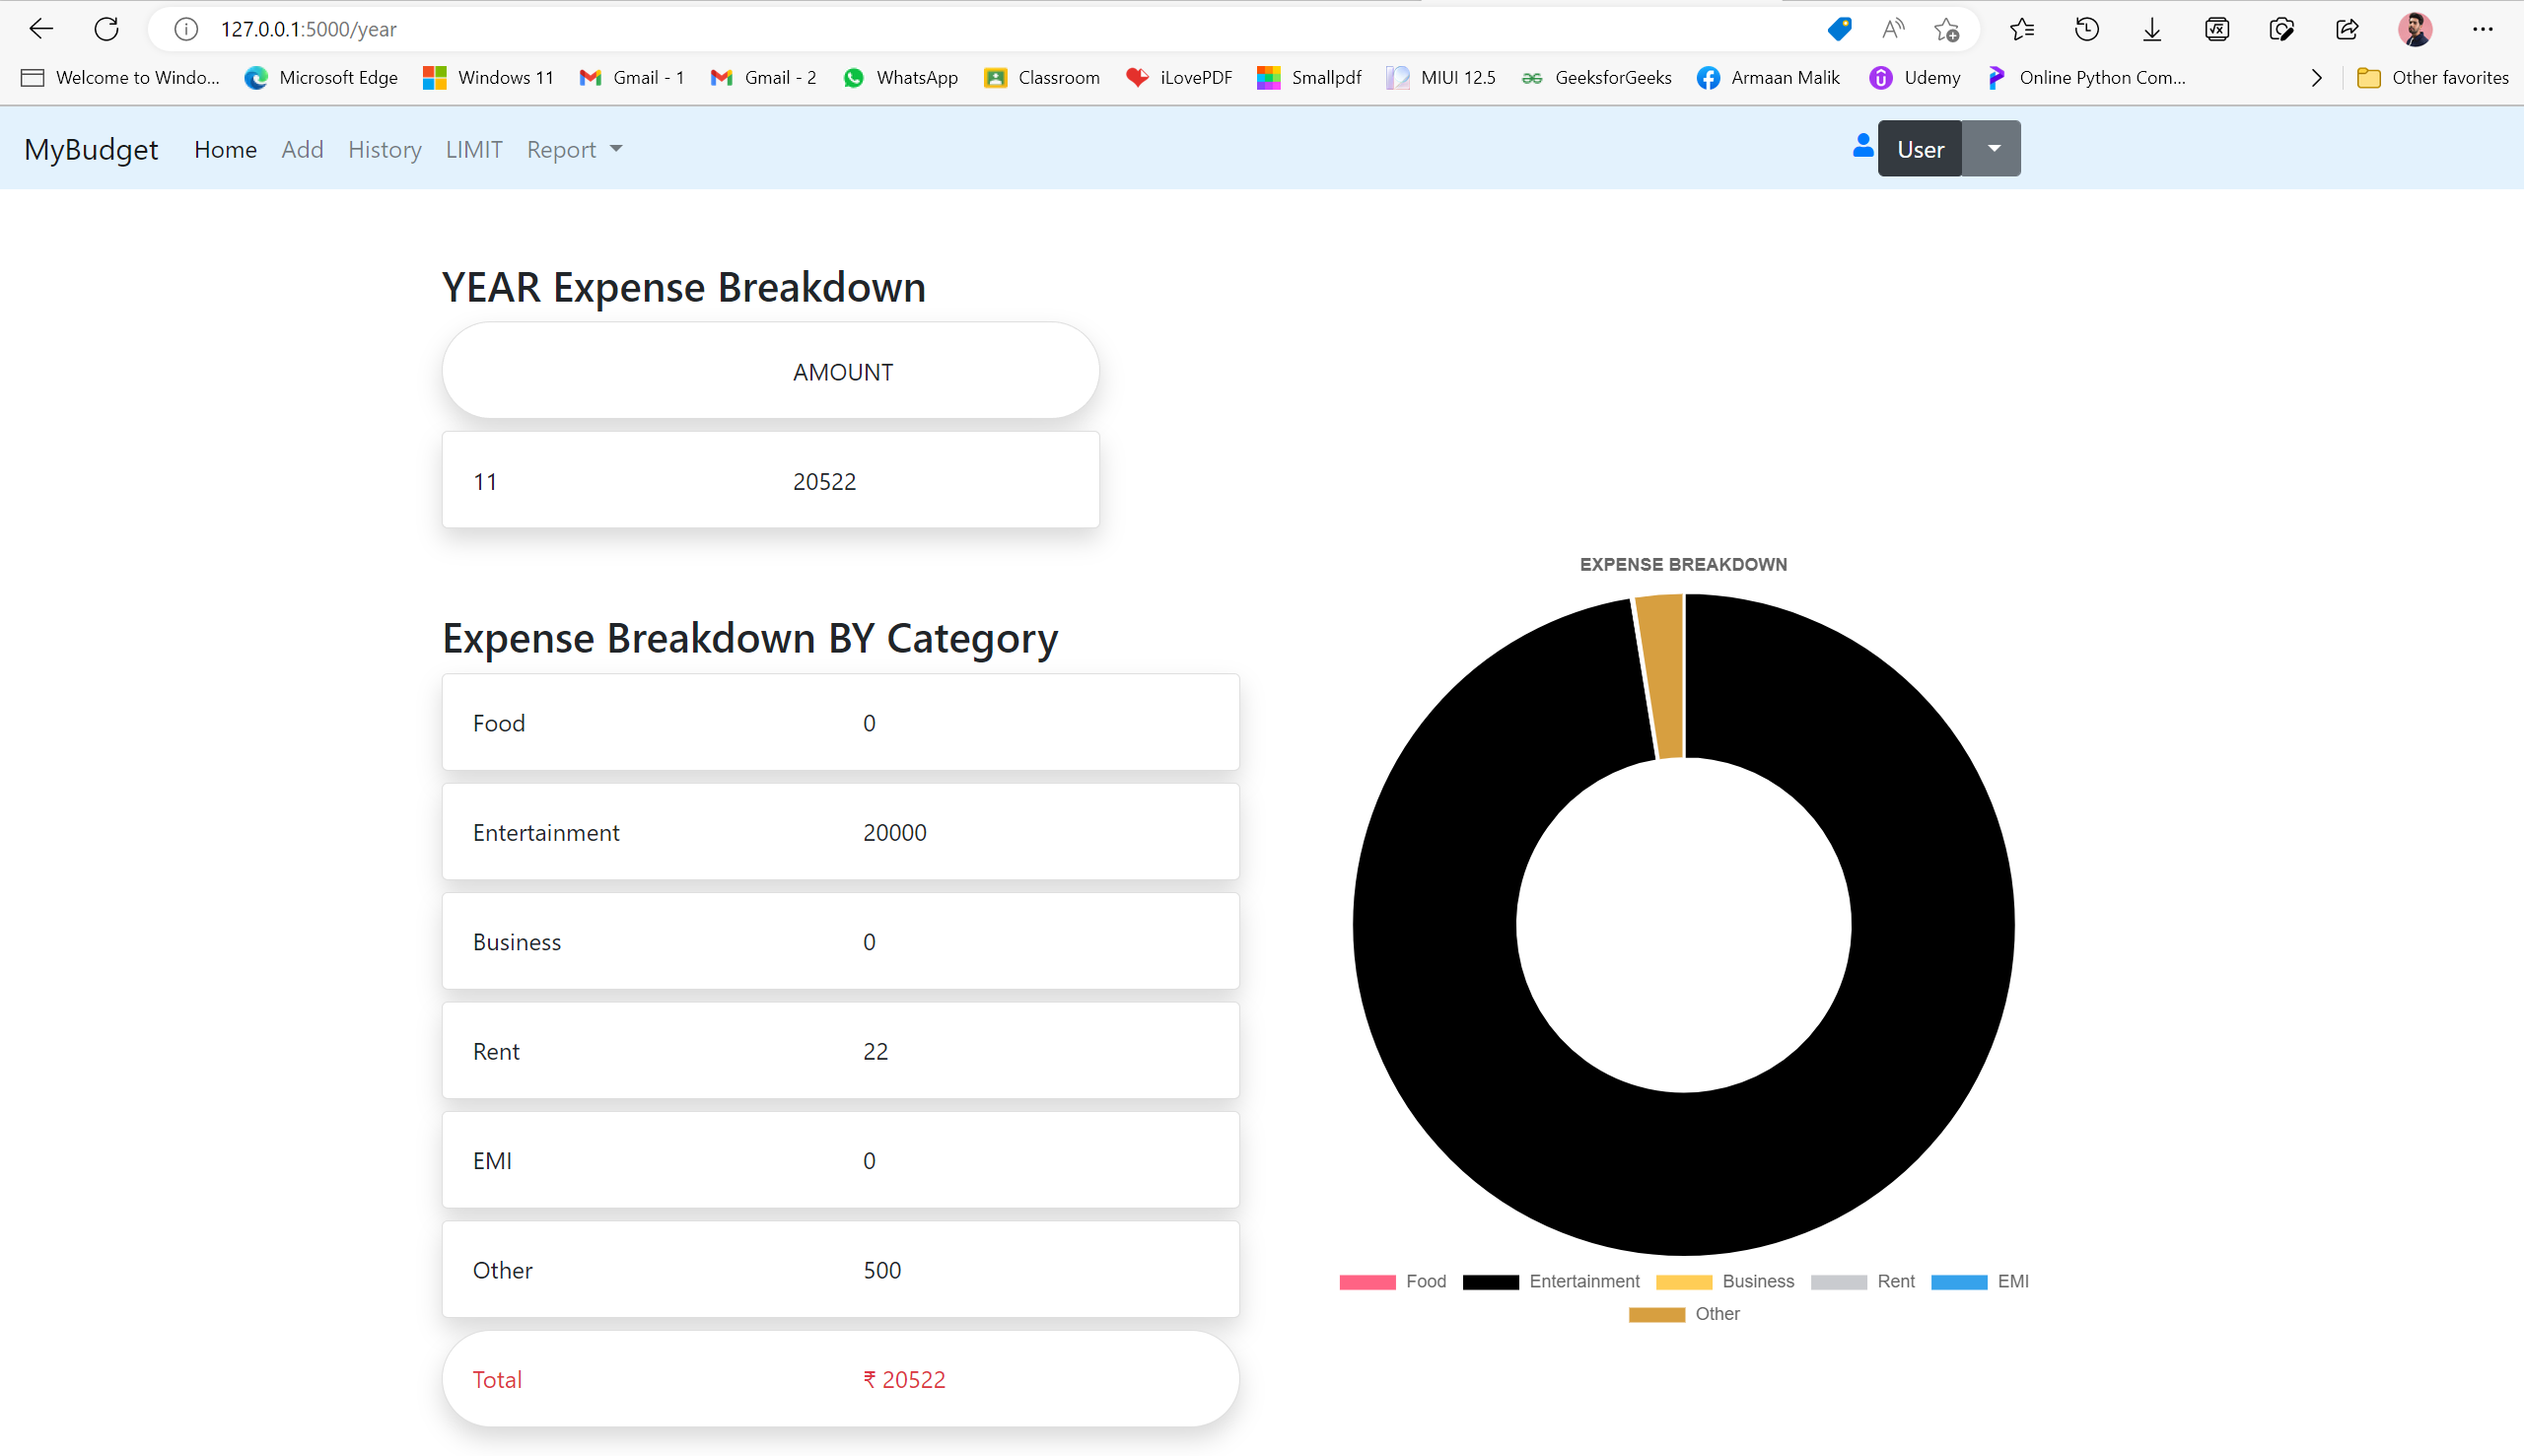 127.0.0.1:5000/year
Welcome to Windo... Microsoft Edge Windows 11 Gmail - 1 Gmail - 2 WhatsApp Classroom iLovePDF Smallpdf MIUI 12.5 GeeksforGeeks Armaan Malik Udemy Online Python Com... Other favorites
MyBudget Home Add History LIMIT Report User
YEAR Expense Breakdown
AMOUNT
11 20522
EXPENSE BREAKDOWN
Expense Breakdown BY Category
Food 0
Entertainment 20000
Business 0
Rent 22
EMI 0
Other 500
Total ₹ 20522
Food Entertainment Business Rent EMI
Other